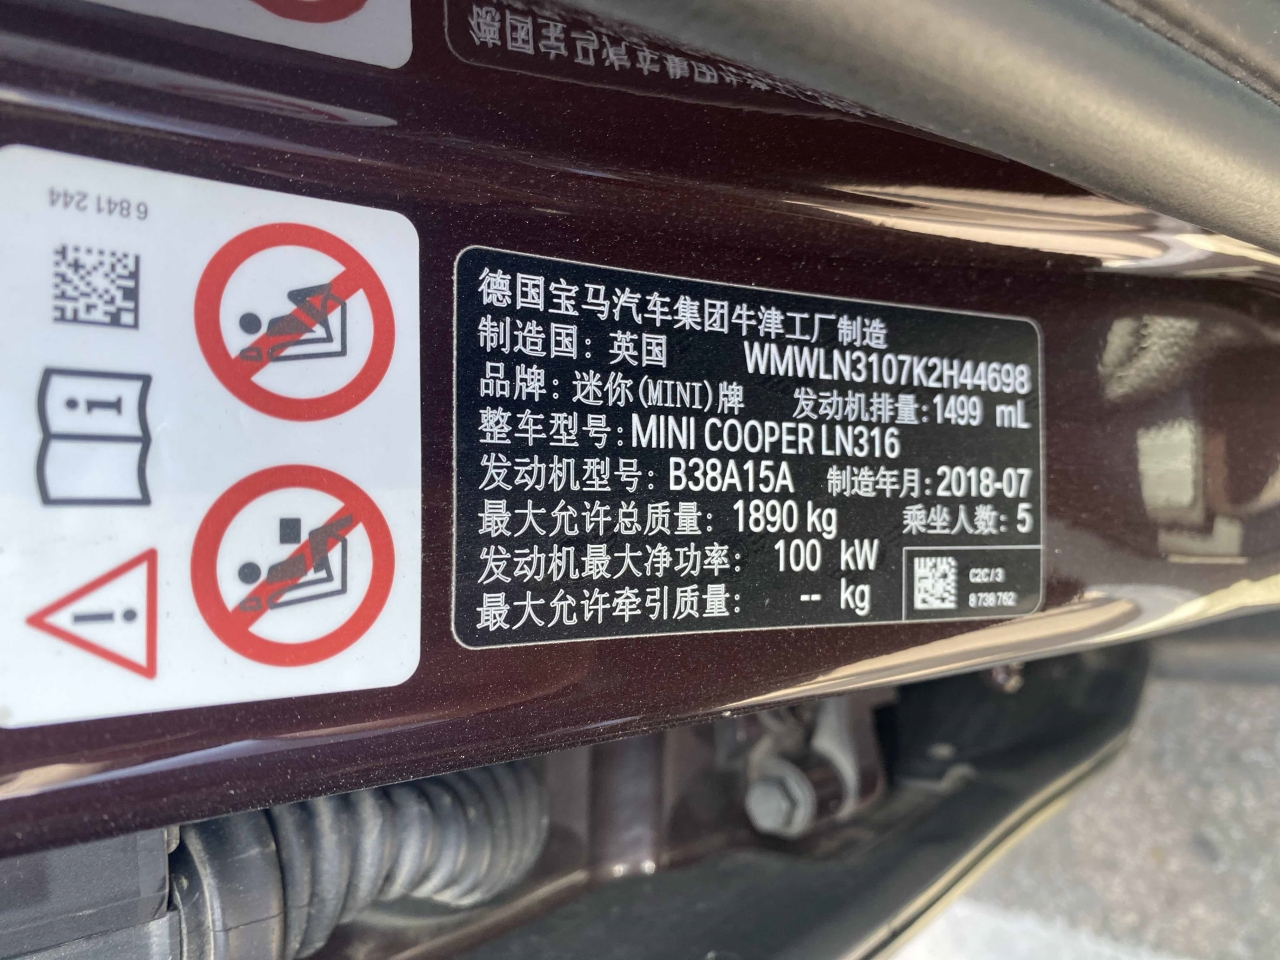 6 841 244
德国宝马汽车集团牛津工厂制造
制造国: 英国 WMWLN3107K2H44698
品牌: 迷你(MINI)牌 发动机排量: 1499 mL
整车型号: MINI COOPER LN316
发动机型号: B38A15A 制造年月: 2018-07
最大允许总质量: 1890 kg 乘坐人数: 5
发动机最大净功率: 100 kW
最大允许牵引质量: -- kg
C2C/3
8 738 762